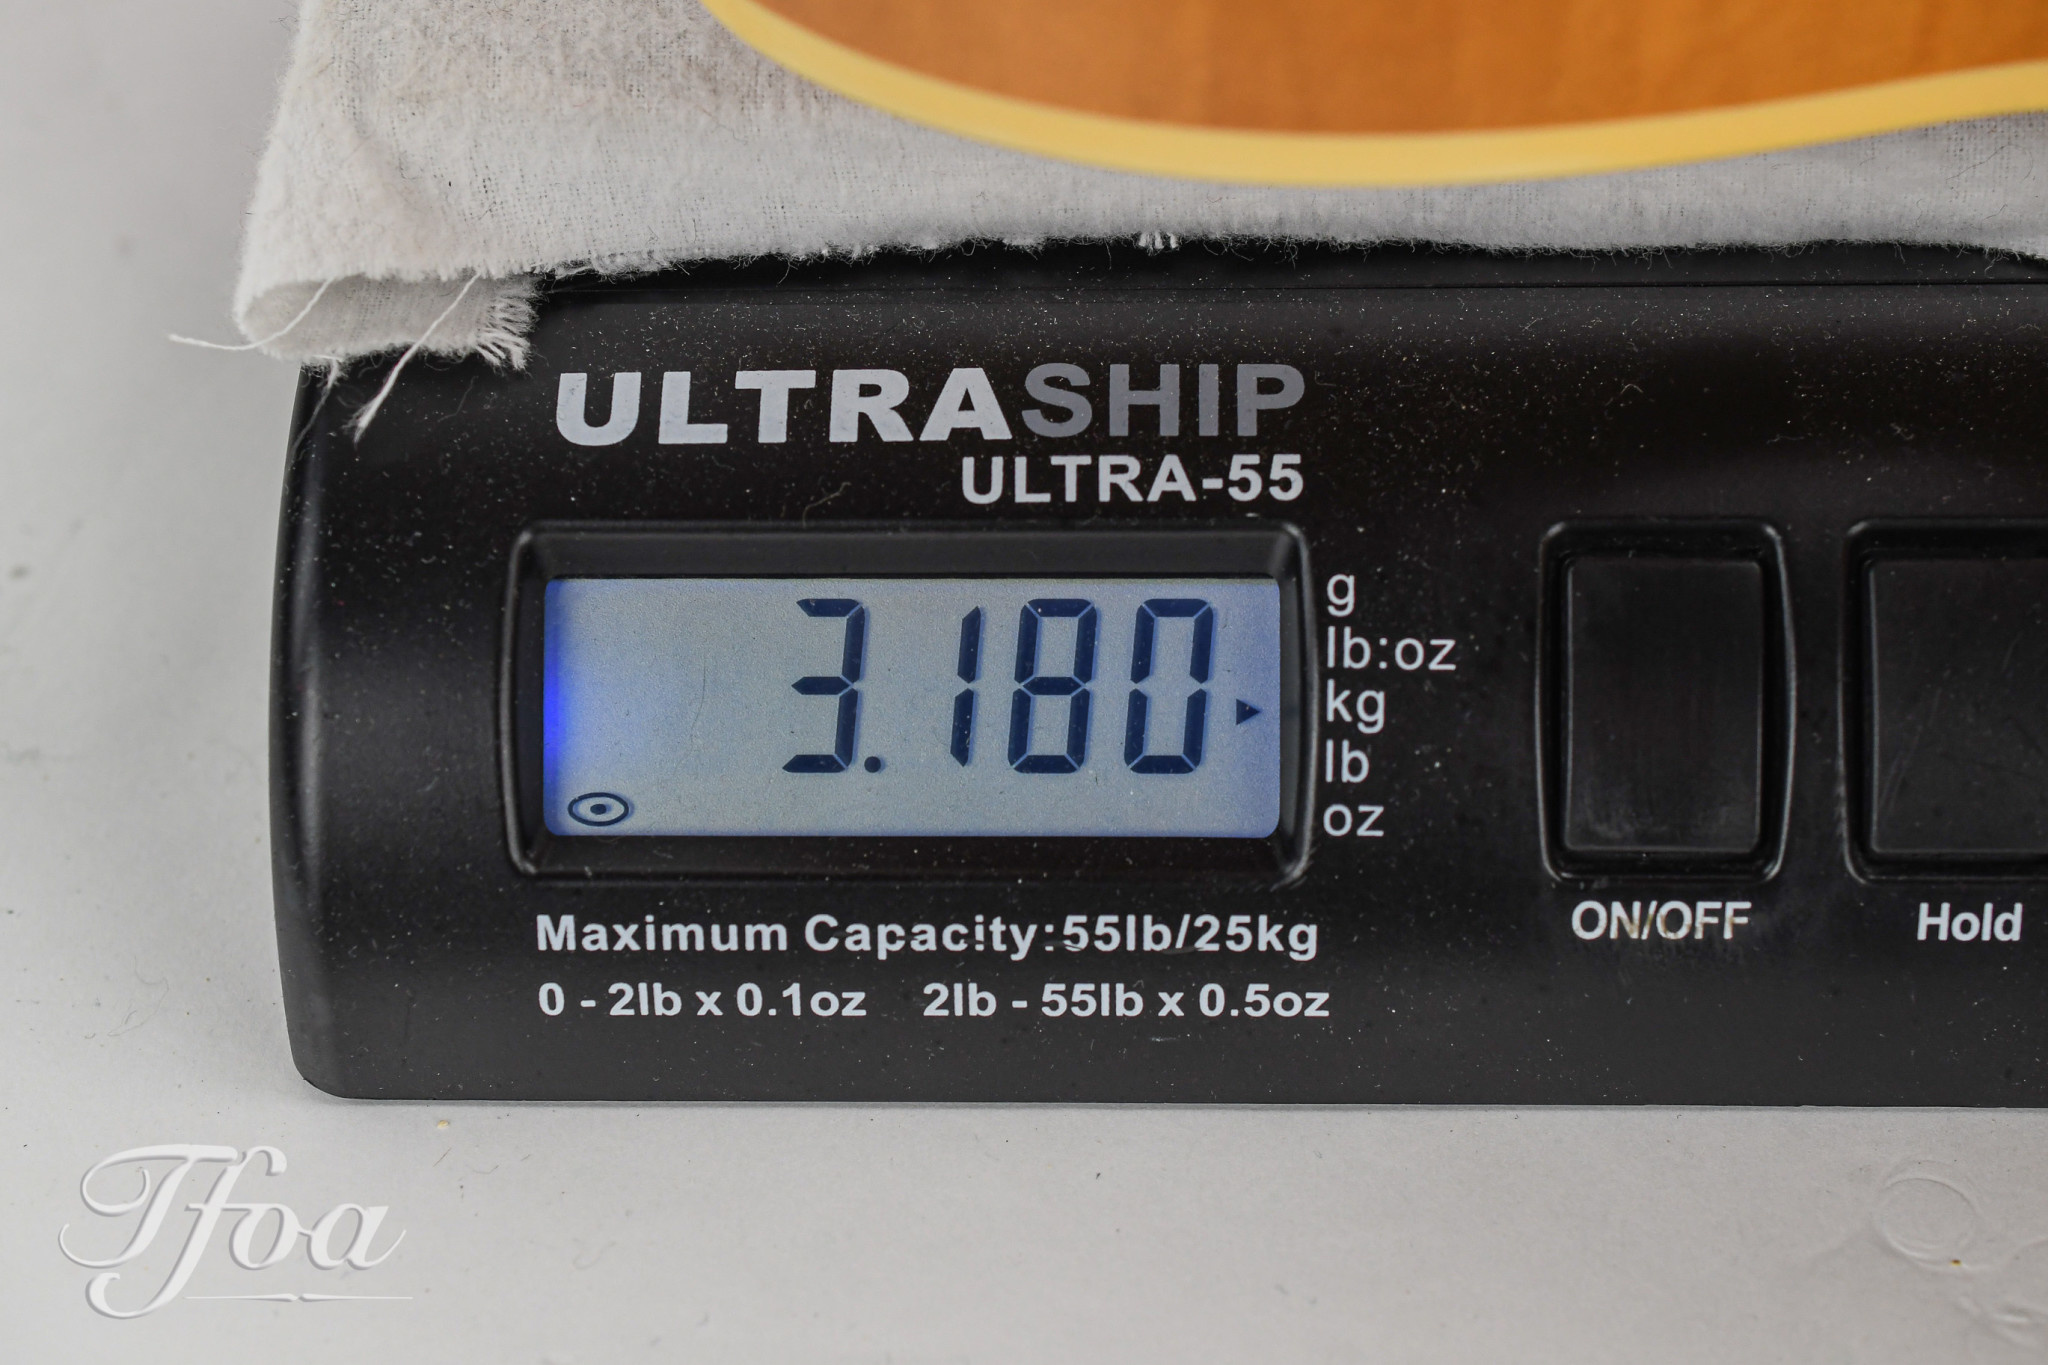 ULTRASHIP
ULTRA-55
3.180
g
lb:oz
kg
lb
oz
ON/OFF
Hold
Maximum Capacity:55lb/25kg
0 - 2lb x 0.1oz 2lb - 55lb x 0.5oz
Tfoa